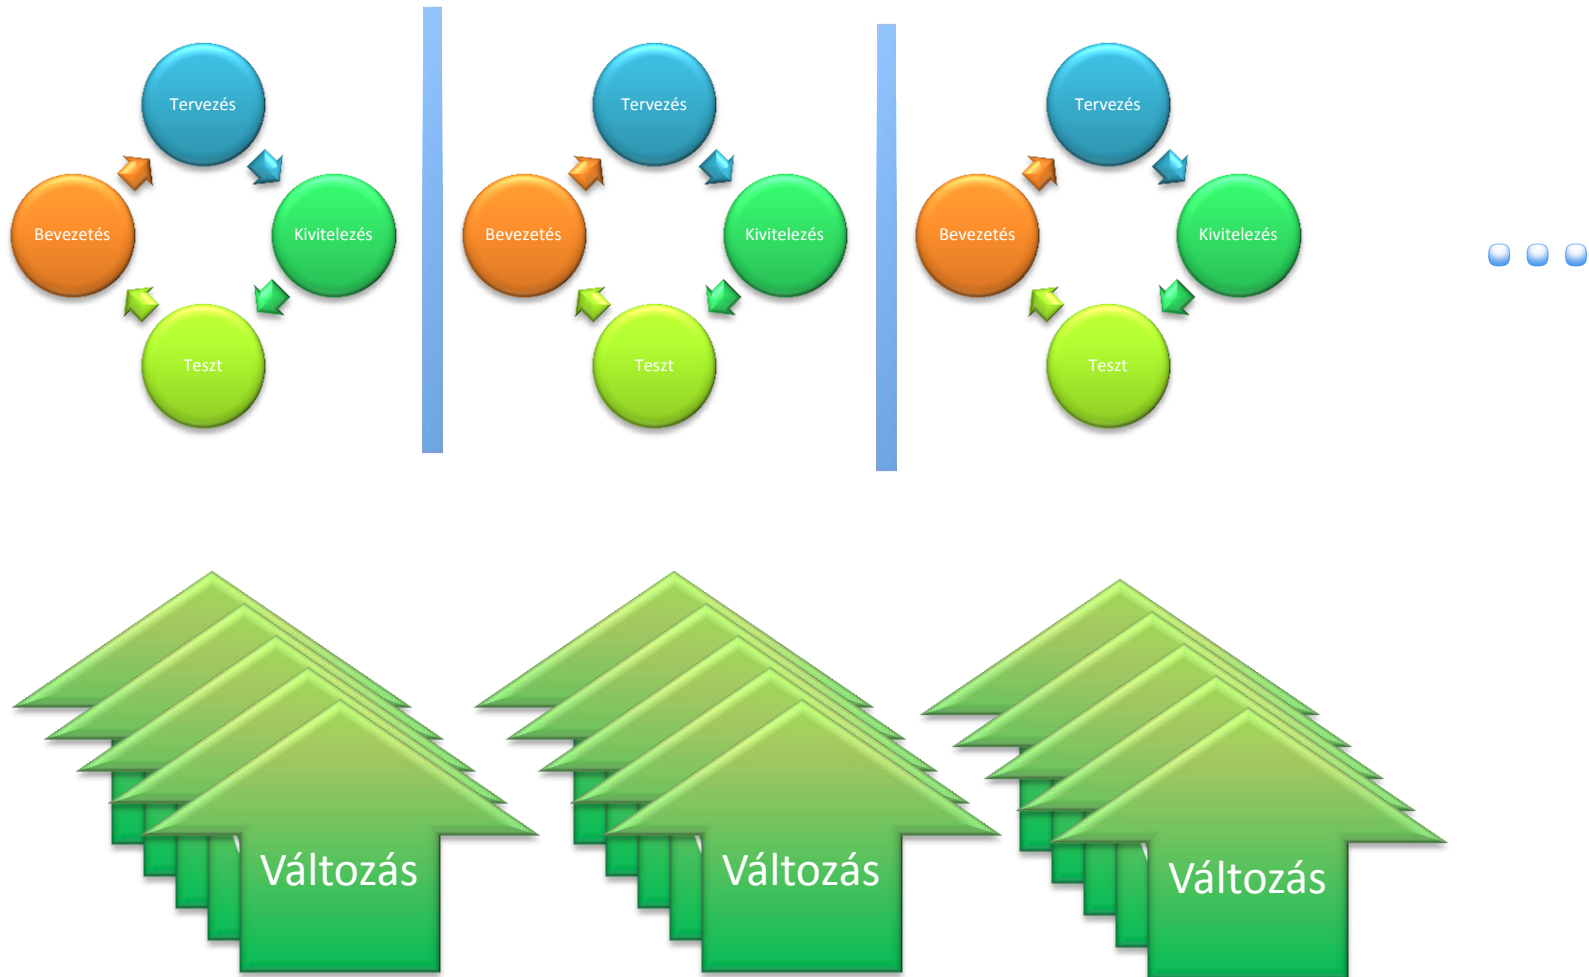 Tervezés
Bevezetés
Kivitelezés
Teszt
Tervezés
Bevezetés
Kivitelezés
Teszt
Tervezés
Bevezetés
Kivitelezés
Teszt
Változás
Változás
Változás